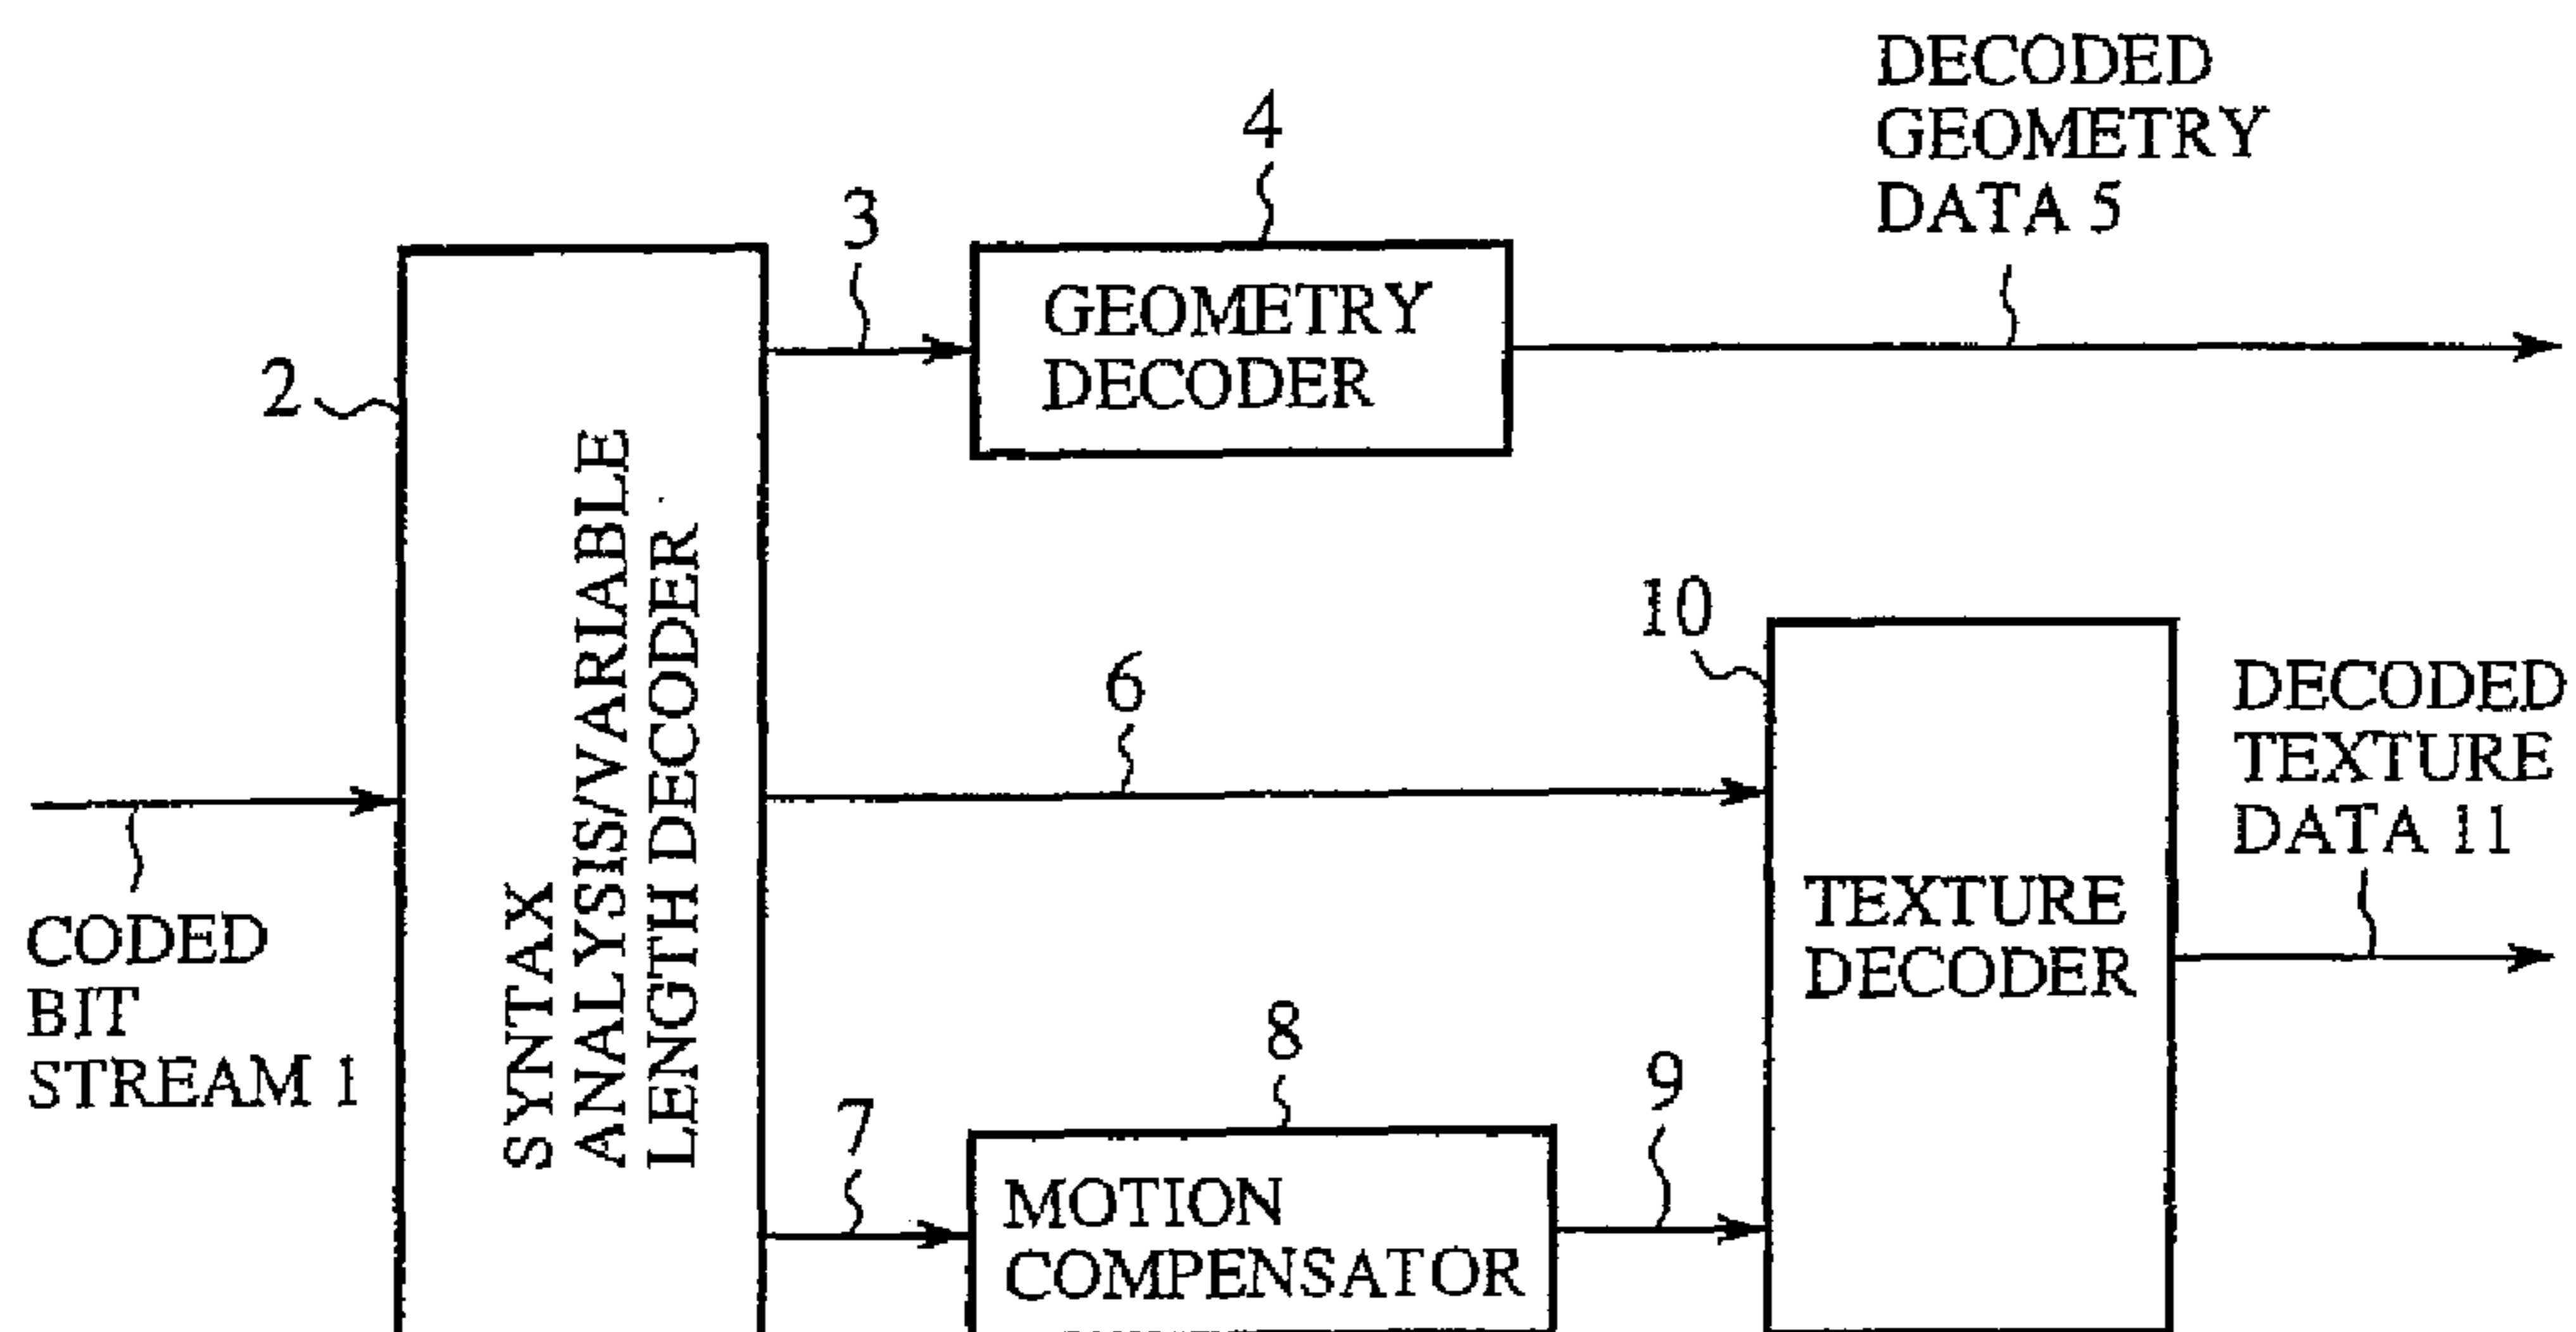 DECODED
GEOMETRY
DATA 5
4
3
GEOMETRY
DECODER
2
SYNTAX
ANALYSIS/VARIABLE
LENGTH DECODER
10
6
DECODED
TEXTURE
DATA 11
TEXTURE
DECODER
CODED
BIT
STREAM 1
8
9
7
MOTION
COMPENSATOR